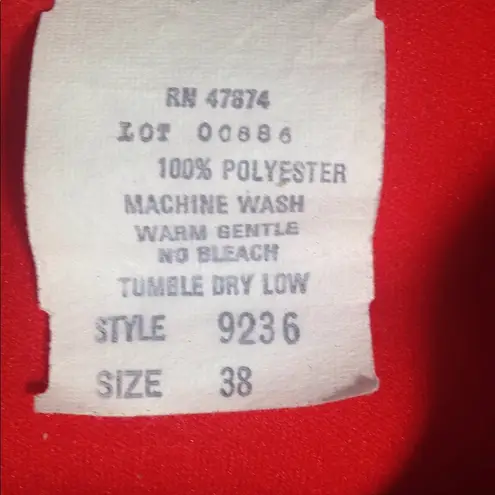 RN 47874
LOT 00886
100% POLYESTER
MACHINE WASH
WARM GENTLE
NO BLEACH
TUMBLE DRY LOW
STYLE 9236
SIZE 38